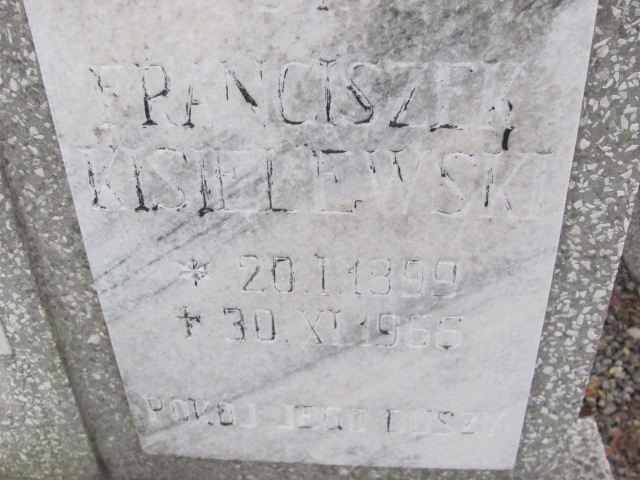 FRANCISZEK
KISIELEWSKI
* 20.I.1899
✝ 30.XI.1966
POKÓJ JEGO DUSZY